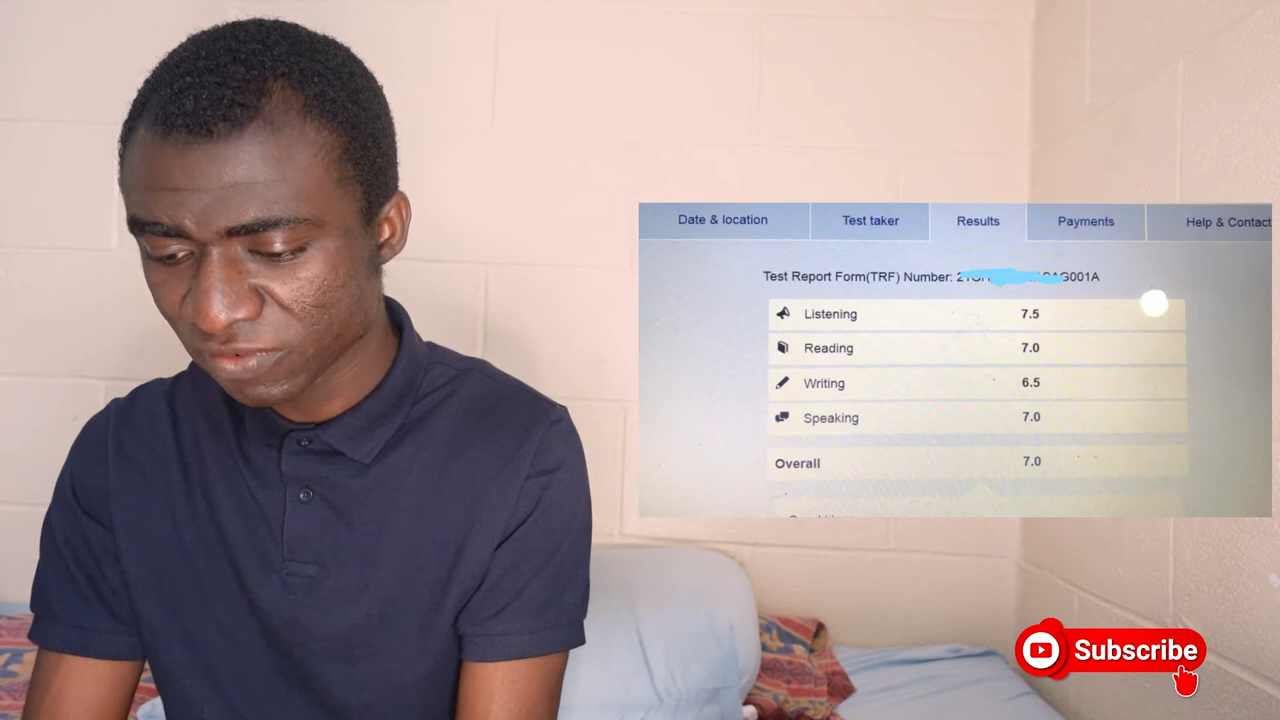 Date & location Test taker Results Payments Help & Contact
Test Report Form(TRF) Number: G001A
Listening 7.5
Reading 7.0
Writing 6.5
Speaking 7.0
Overall 7.0
Subscribe